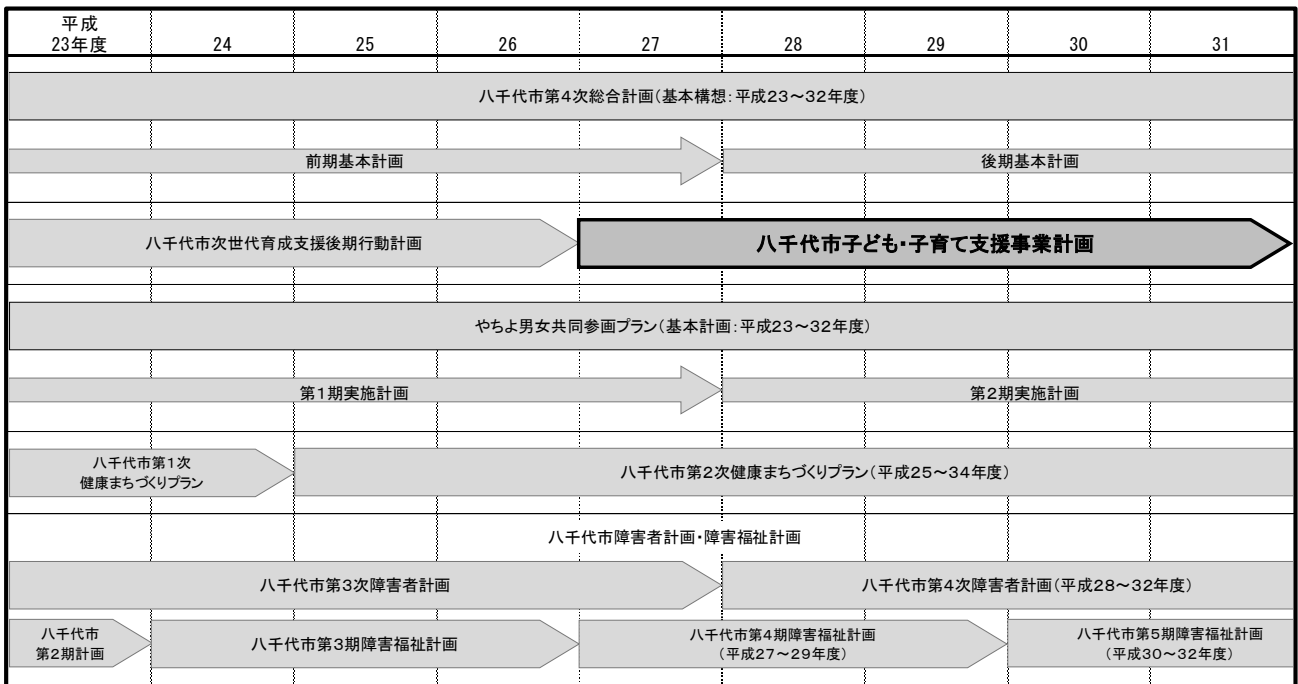 平成
23年度
24
25
26
27
28
29
30
31
八千代市第4次総合計画(基本構想:平成23~32年度)
前期基本計画
後期基本計画
八千代市次世代育成支援後期行動計画
八千代市子ども・子育て支援事業計画
やちよ男女共同参画プラン(基本計画:平成23~32年度)
第1期実施計画
第2期実施計画
八千代市第1次
健康まちづくりプラン
八千代市第2次健康まちづくりプラン(平成25~34年度)
八千代市障害者計画・障害福祉計画
八千代市第3次障害者計画
八千代市第4次障害者計画(平成28~32年度)
八千代市
第2期計画
八千代市第3期障害福祉計画
八千代市第4期障害福祉計画
(平成27~29年度)
八千代市第5期障害福祉計画
(平成30~32年度)